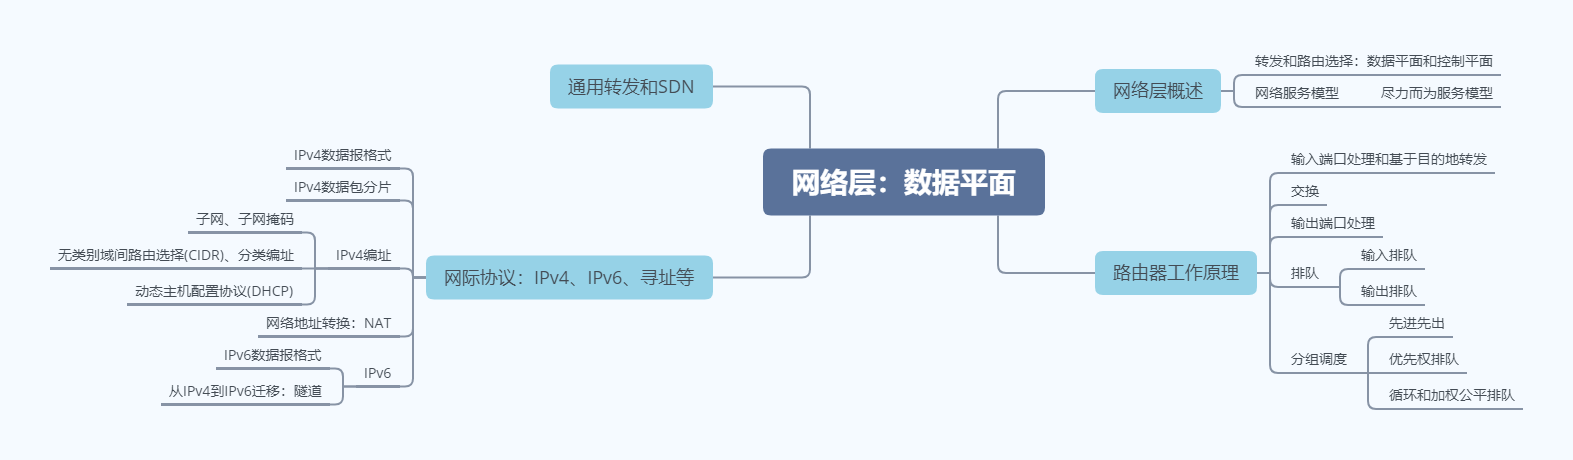 网络层：数据平面
网络层概述
转发和路由选择：数据平面和控制平面
网络服务模型
尽力而为服务模型
路由器工作原理
输入端口处理和基于目的地转发
交换
输出端口处理
排队
输入排队
输出排队
分组调度
先进先出
优先权排队
循环和加权公平排队
通用转发和SDN
网际协议：IPv4、IPv6、寻址等
IPv4数据报格式
IPv4数据包分片
IPv4编址
子网、子网掩码
无类别域间路由选择(CIDR)、分类编址
动态主机配置协议(DHCP)
网络地址转换：NAT
IPv6
IPv6数据报格式
从IPv4到IPv6迁移：隧道